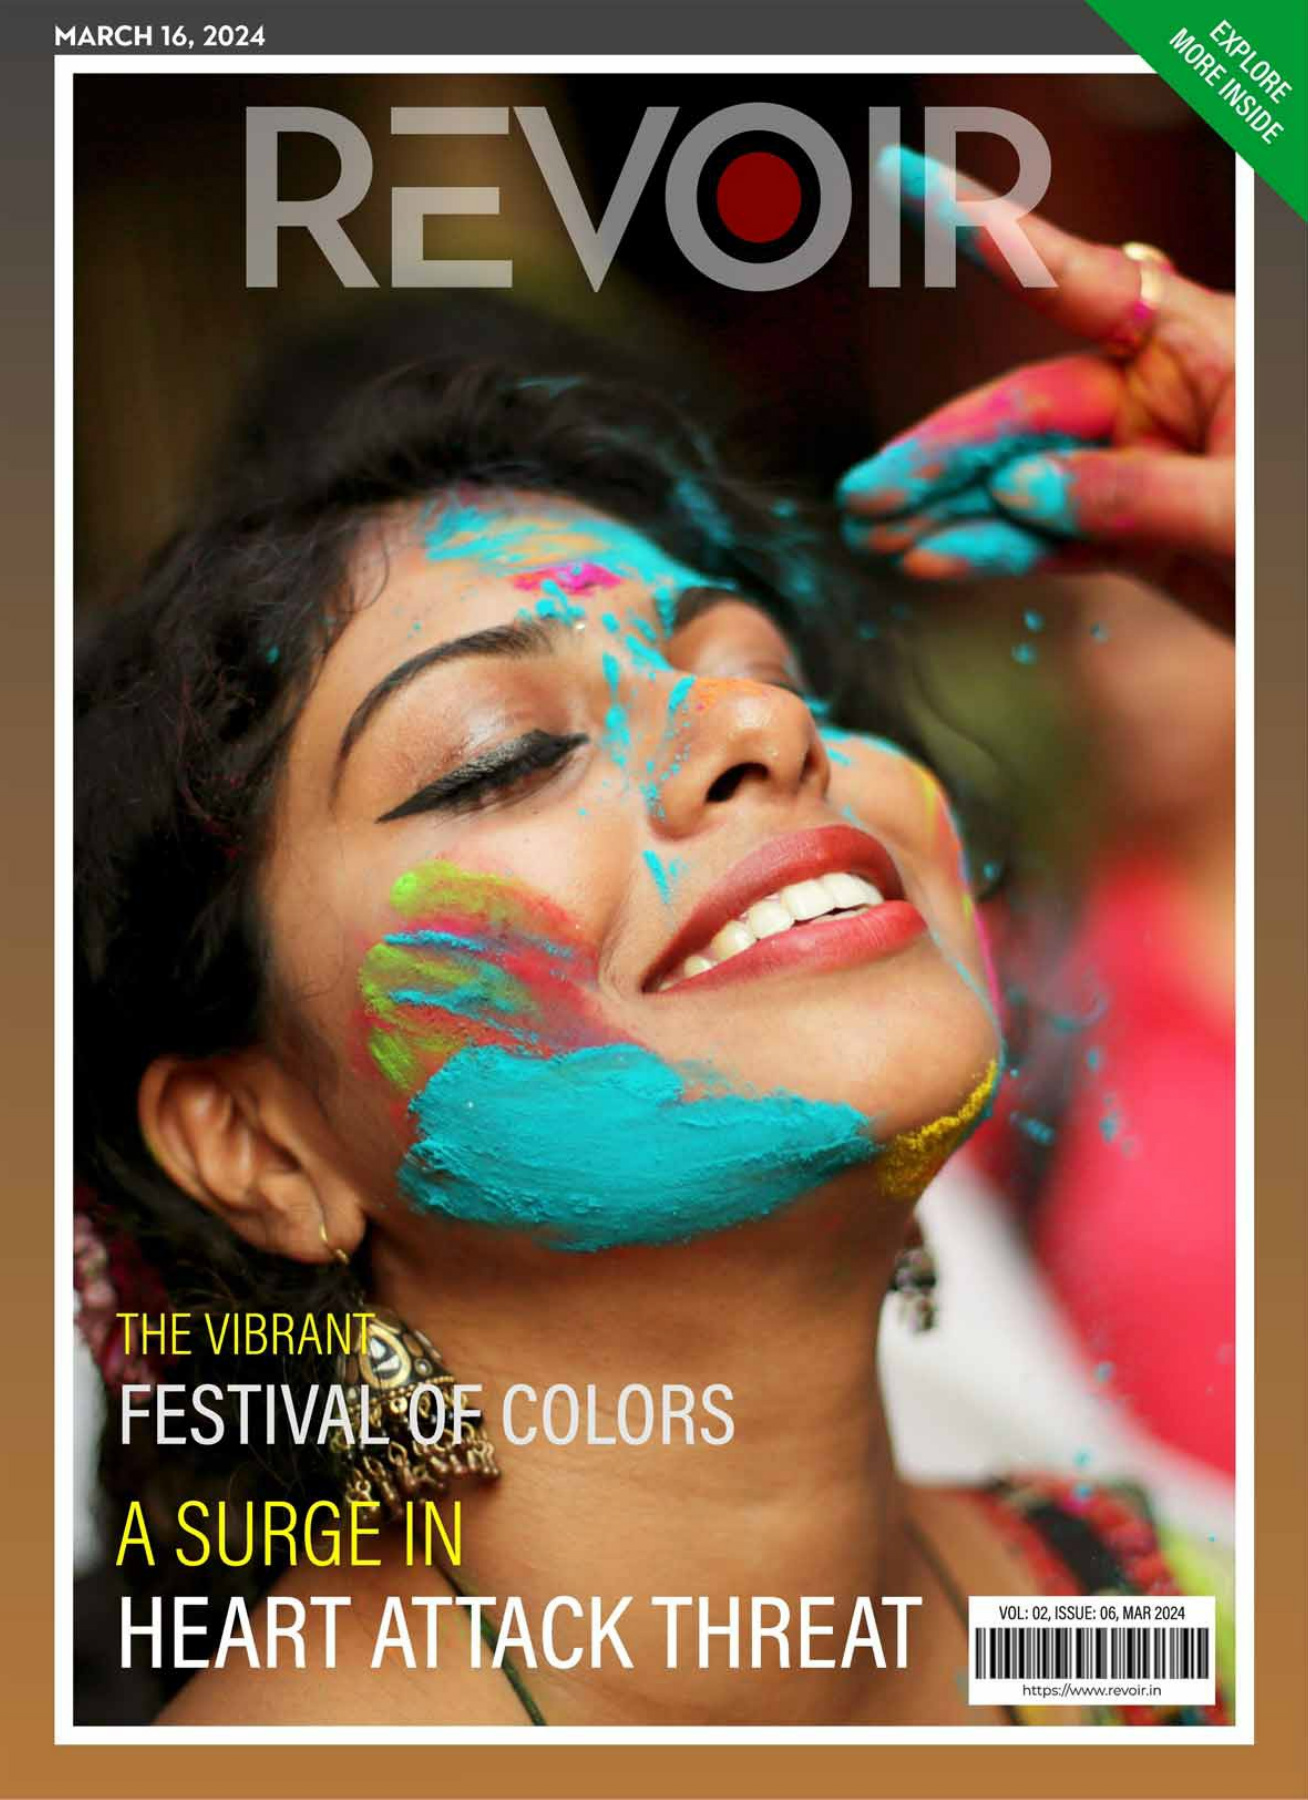 MARCH 16, 2024
EXPLORE
MORE INSIDE
REVOIR
THE VIBRANT
FESTIVAL OF COLORS
A SURGE IN
HEART ATTACK THREAT
VOL: 02, ISSUE: 06, MAR 2024
https://www.revoir.in